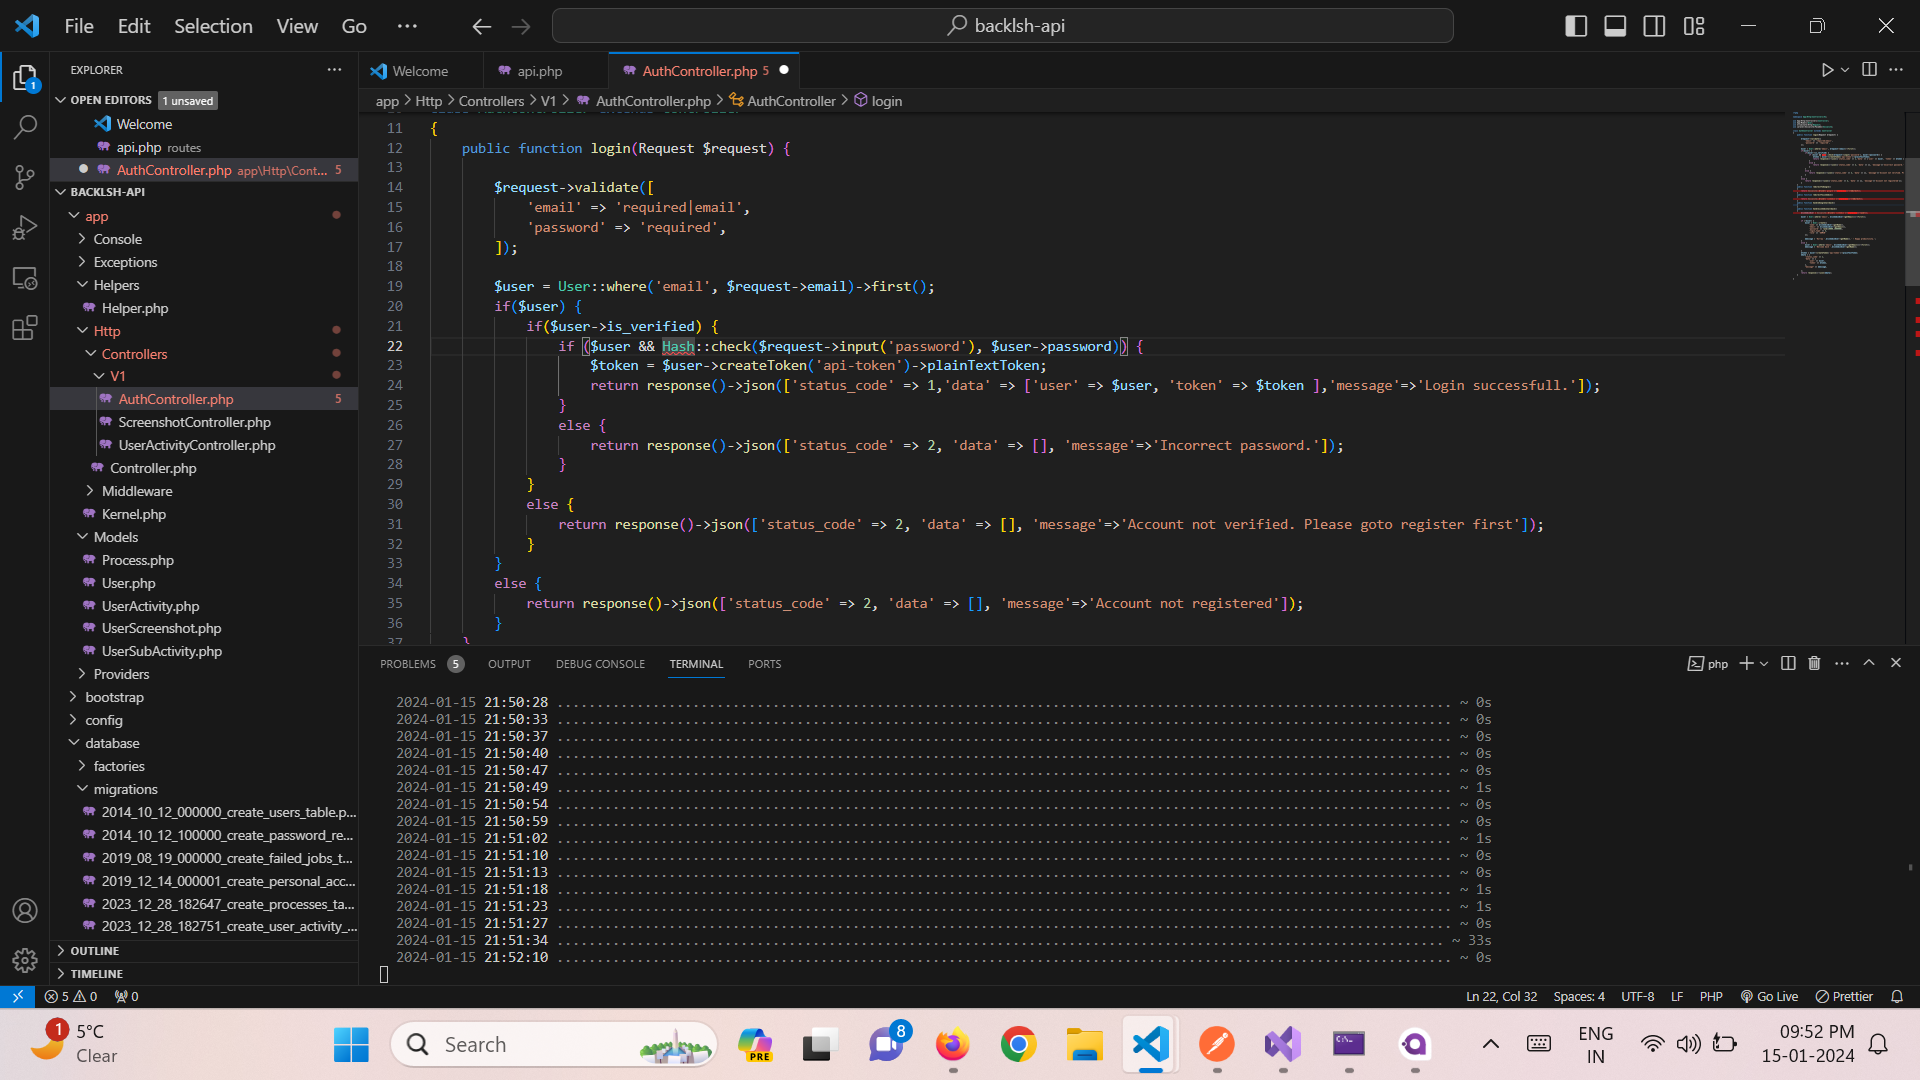 File Edit Selection View Go ··· backlsh-api
EXPLORER
OPEN EDITORS 1 unsaved
Welcome
api.php routes
AuthController.php app\Http\Cont... 5
BACKLSH-API
app
Console
Exceptions
Helpers
Helper.php
Http
Controllers
V1
AuthController.php 5
ScreenshotController.php
UserActivityController.php
Controller.php
Middleware
Kernel.php
Models
Process.php
User.php
UserActivity.php
UserScreenshot.php
UserSubActivity.php
Providers
bootstrap
config
database
factories
migrations
2014_10_12_000000_create_users_table.p...
2014_10_12_100000_create_password_re...
2019_08_19_000000_create_failed_jobs_t...
2019_12_14_000001_create_personal_acc...
2023_12_28_182647_create_processes_ta...
2023_12_28_182751_create_user_activity_...
OUTLINE
TIMELINE
Welcome api.php AuthController.php 5
app > Http > Controllers > V1 > AuthController.php > AuthController > login
11 {
12 public function login(Request $request) {
13
14 $request->validate([
15 'email' => 'required|email',
16 'password' => 'required',
17 ]);
18
19 $user = User::where('email', $request->email)->first();
20 if($user) {
21 if($user->is_verified) {
22 if ($user && Hash::check($request->input('password'), $user->password)) {
23 $token = $user->createToken('api-token')->plainTextToken;
24 return response()->json(['status_code' => 1,'data' => ['user' => $user, 'token' => $token ],'message'=>'Login successfull.']);
25 }
26 else {
27 return response()->json(['status_code' => 2, 'data' => [], 'message'=>'Incorrect password.']);
28 }
29 }
30 else {
31 return response()->json(['status_code' => 2, 'data' => [], 'message'=>'Account not verified. Please goto register first']);
32 }
33 }
34 else {
35 return response()->json(['status_code' => 2, 'data' => [], 'message'=>'Account not registered']);
36 }
37 }
PROBLEMS 5 OUTPUT DEBUG CONSOLE TERMINAL PORTS php
2024-01-15 21:50:28 ........ ~ 0s
2024-01-15 21:50:33 ........ ~ 0s
2024-01-15 21:50:37 ........ ~ 0s
2024-01-15 21:50:40 ........ ~ 0s
2024-01-15 21:50:47 ........ ~ 0s
2024-01-15 21:50:49 ........ ~ 1s
2024-01-15 21:50:54 ........ ~ 0s
2024-01-15 21:50:59 ........ ~ 0s
2024-01-15 21:51:02 ........ ~ 1s
2024-01-15 21:51:10 ........ ~ 0s
2024-01-15 21:51:13 ........ ~ 0s
2024-01-15 21:51:18 ........ ~ 1s
2024-01-15 21:51:23 ........ ~ 1s
2024-01-15 21:51:27 ........ ~ 0s
2024-01-15 21:51:34 ........ ~ 33s
2024-01-15 21:52:10 ........ ~ 0s
5 0 0 Ln 22, Col 32 Spaces: 4 UTF-8 LF PHP Go Live Prettier
1 5°C
Clear
Search
PRE
8
ENG
IN
09:52 PM
15-01-2024